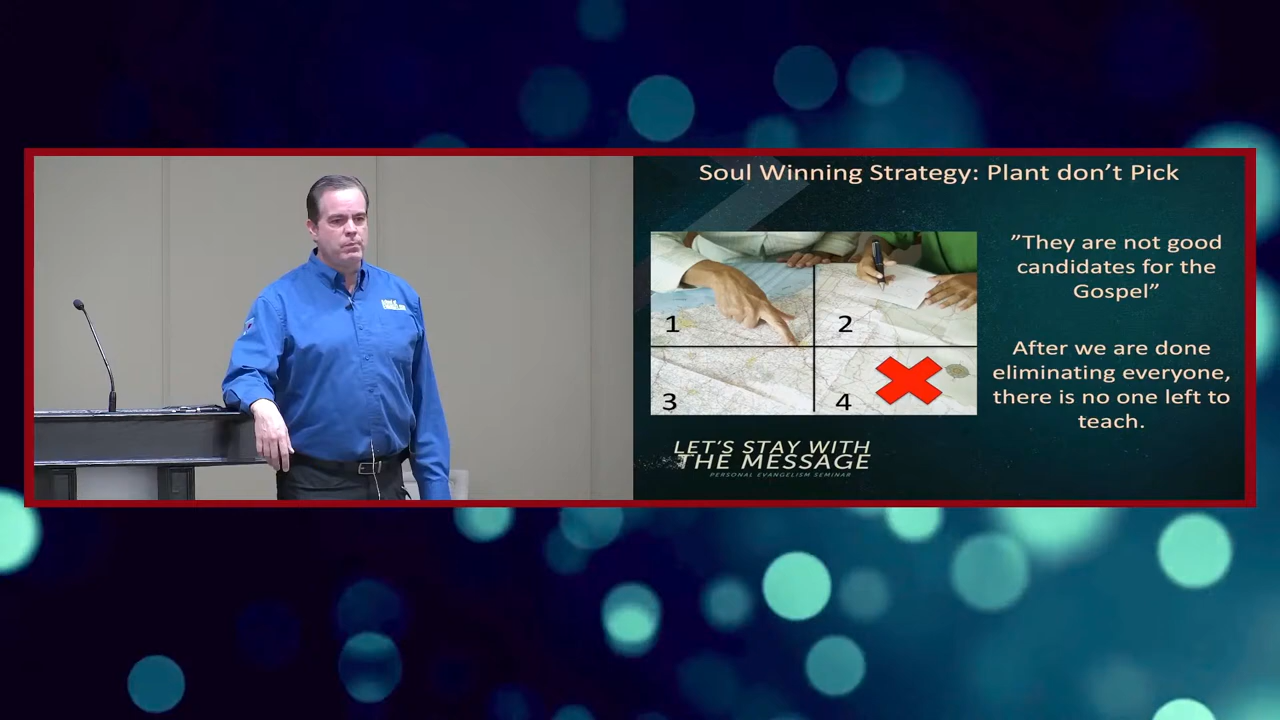 Soul Winning Strategy: Plant don’t Pick
1
2
3
4
”They are not good
candidates for the
Gospel”
After we are done
eliminating everyone,
there is no one left to
teach.
LET'S STAY WITH
THE MESSAGE
PERSONAL EVANGELISM SEMINAR